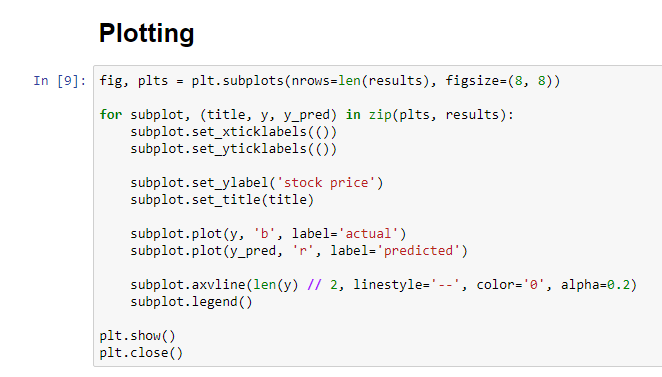 Plotting
In [9]: fig, plts = plt.subplots(nrows=len(results), figsize=(8, 8))
for subplot, (title, y, y_pred) in zip(plts, results):
    subplot.set_xticklabels(())
    subplot.set_yticklabels(())
    subplot.set_ylabel('stock price')
    subplot.set_title(title)
    subplot.plot(y, 'b', label='actual')
    subplot.plot(y_pred, 'r', label='predicted')
    subplot.axvline(len(y) // 2, linestyle='--', color='0', alpha=0.2)
    subplot.legend()
plt.show()
plt.close()